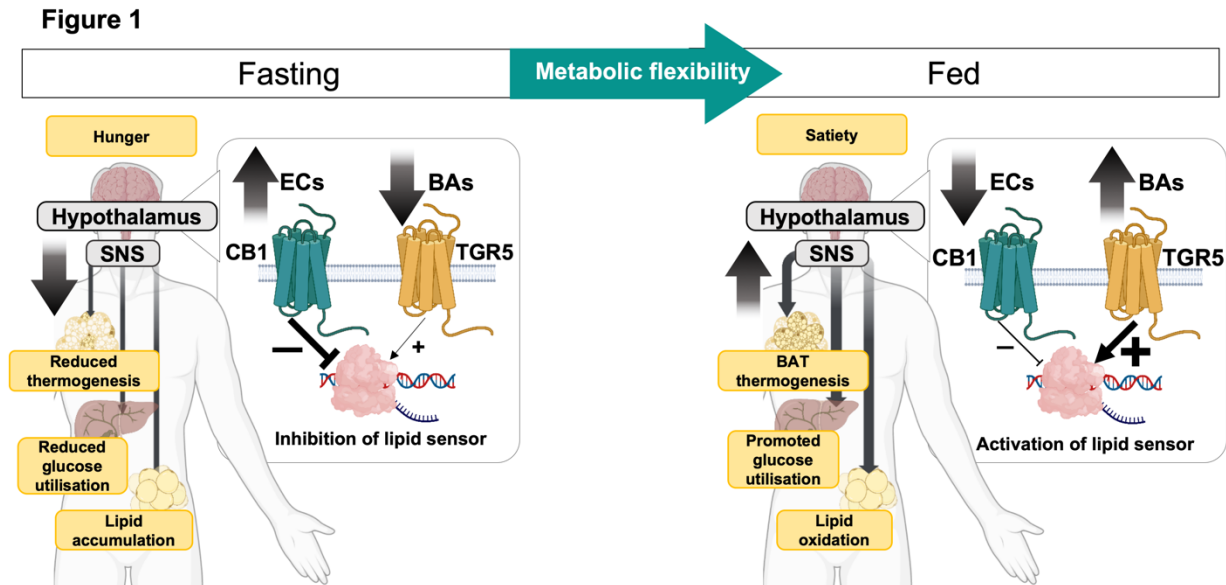 Figure 1
Fasting
Metabolic flexibility
Fed
Hunger
ECs
BAs
Hypothalamus
SNS
CB1
TGR5
−
+
Reduced
thermogenesis
Reduced
glucose
utilisation
Lipid
accumulation
Inhibition of lipid sensor
Satiety
ECs
BAs
Hypothalamus
SNS
CB1
TGR5
−
+
BAT
thermogenesis
Promoted
glucose
utilisation
Lipid
oxidation
Activation of lipid sensor